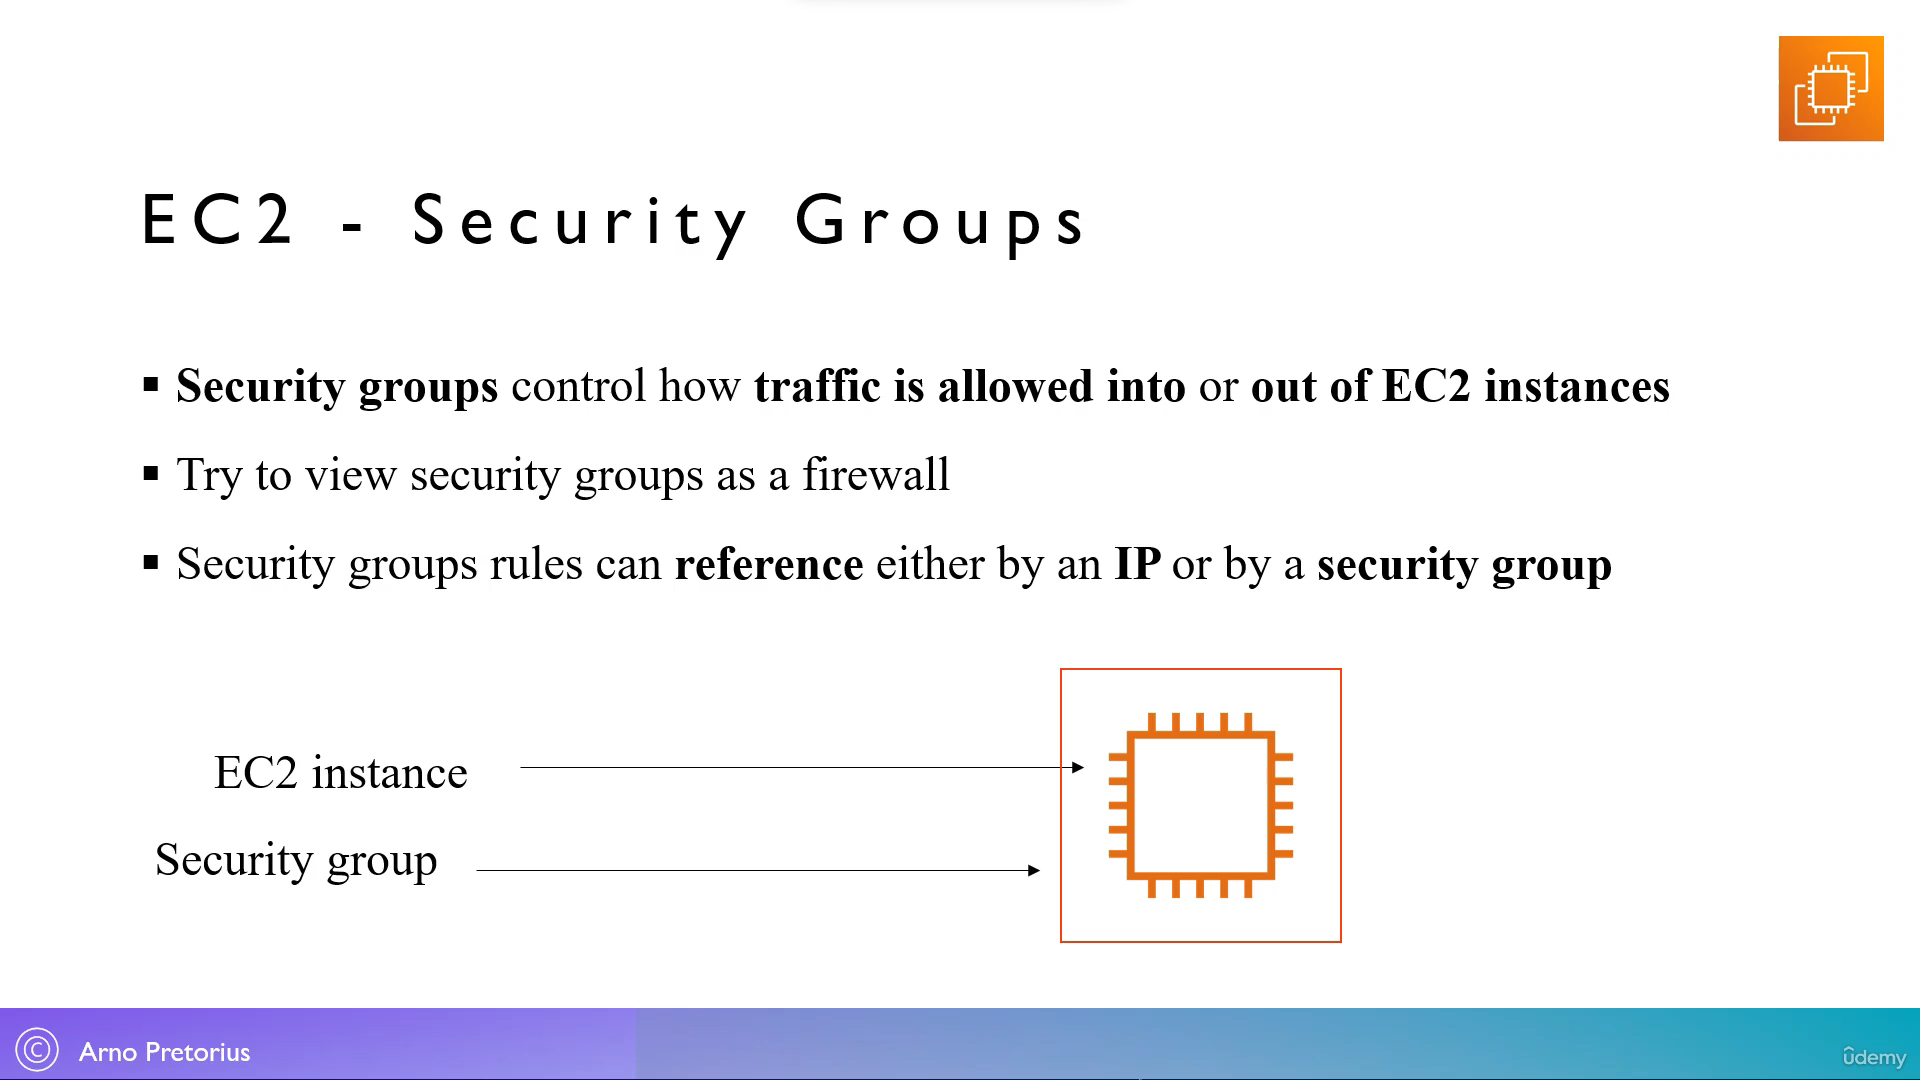 EC2 - Security Groups
▪ Security groups control how traffic is allowed into or out of EC2 instances
▪ Try to view security groups as a firewall
▪ Security groups rules can reference either by an IP or by a security group
EC2 instance
Security group
© Arno Pretorius
ûdemy